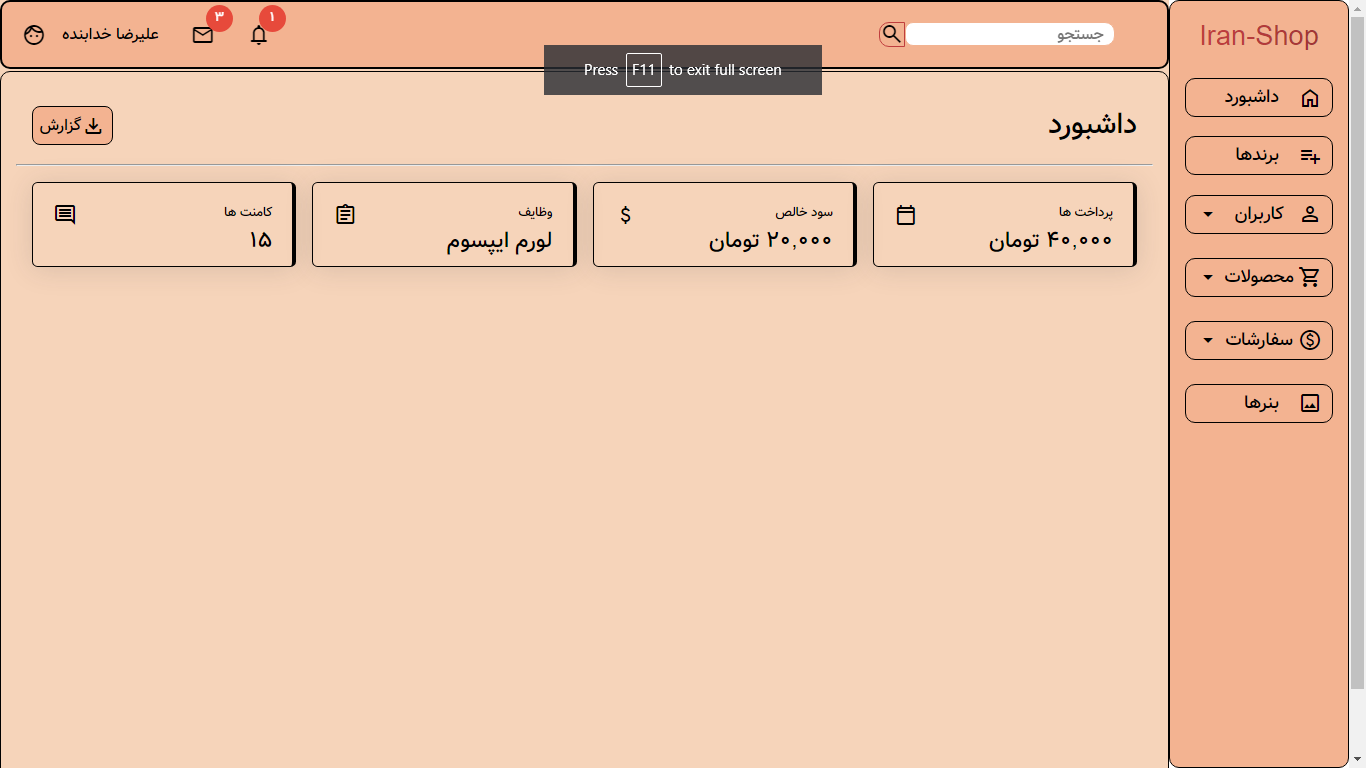 Iran-Shop
داشبورد
برندها
کاربران
محصولات
سفارشات
بنرها
جستجو
۱
۳
علیرضا خدابنده
Press F11 to exit full screen
داشبورد
گزارش
پرداخت ها
۴۰,۰۰۰ تومان
سود خالص
۲۰,۰۰۰ تومان
وظایف
لورم ایپسوم
کامنت ها
۱۵